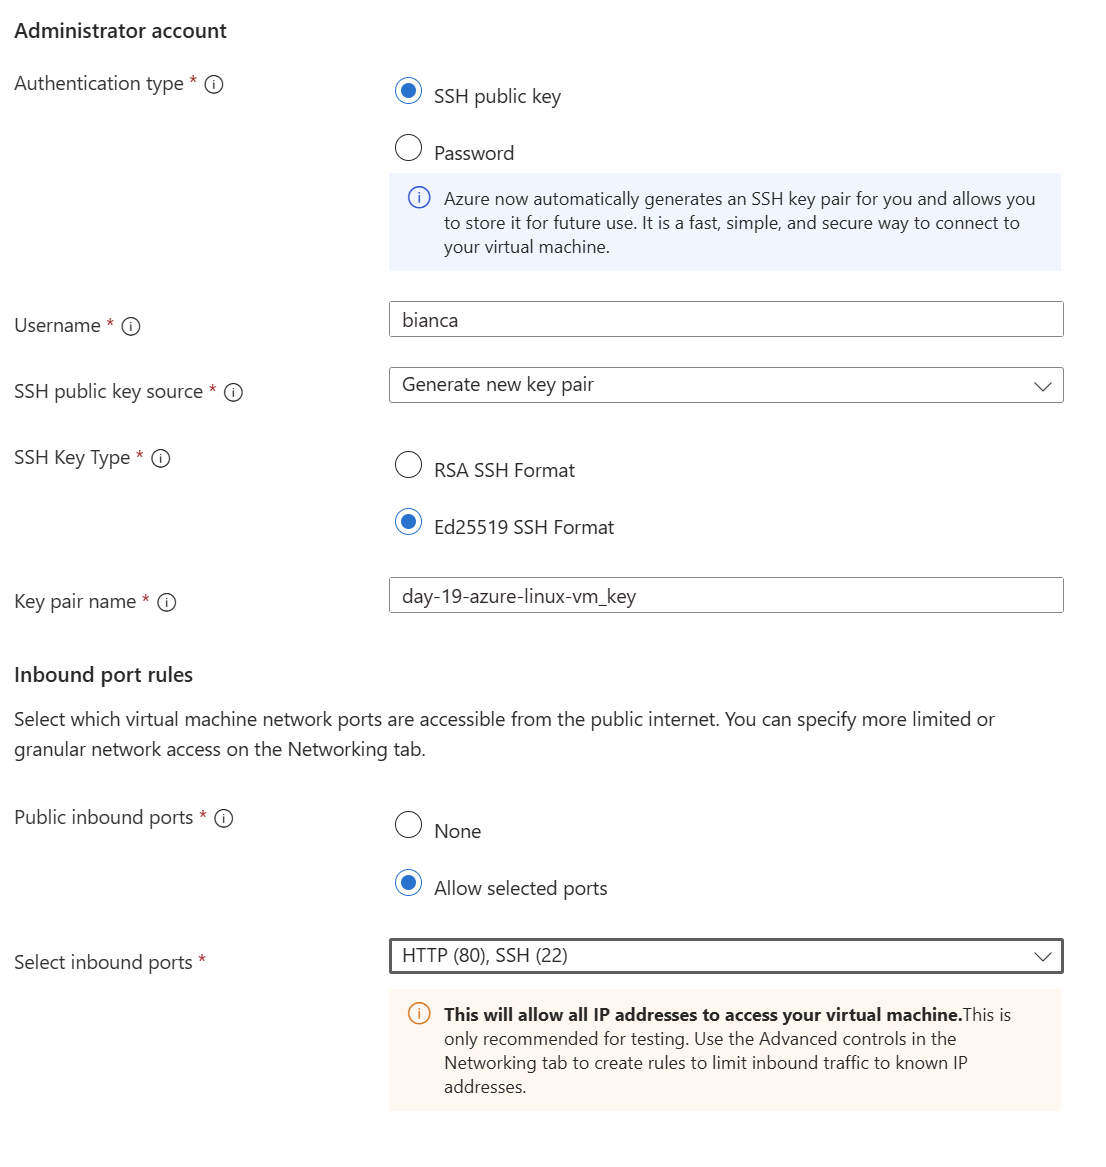 Administrator account
Authentication type *
SSH public key
Password
Azure now automatically generates an SSH key pair for you and allows you
to store it for future use. It is a fast, simple, and secure way to connect to
your virtual machine.
Username *
bianca
SSH public key source *
Generate new key pair
SSH Key Type *
RSA SSH Format
Ed25519 SSH Format
Key pair name *
day-19-azure-linux-vm_key
Inbound port rules
Select which virtual machine network ports are accessible from the public internet. You can specify more limited or
granular network access on the Networking tab.
Public inbound ports *
None
Allow selected ports
Select inbound ports *
HTTP (80), SSH (22)
This will allow all IP addresses to access your virtual machine.This is
only recommended for testing. Use the Advanced controls in the
Networking tab to create rules to limit inbound traffic to known IP
addresses.